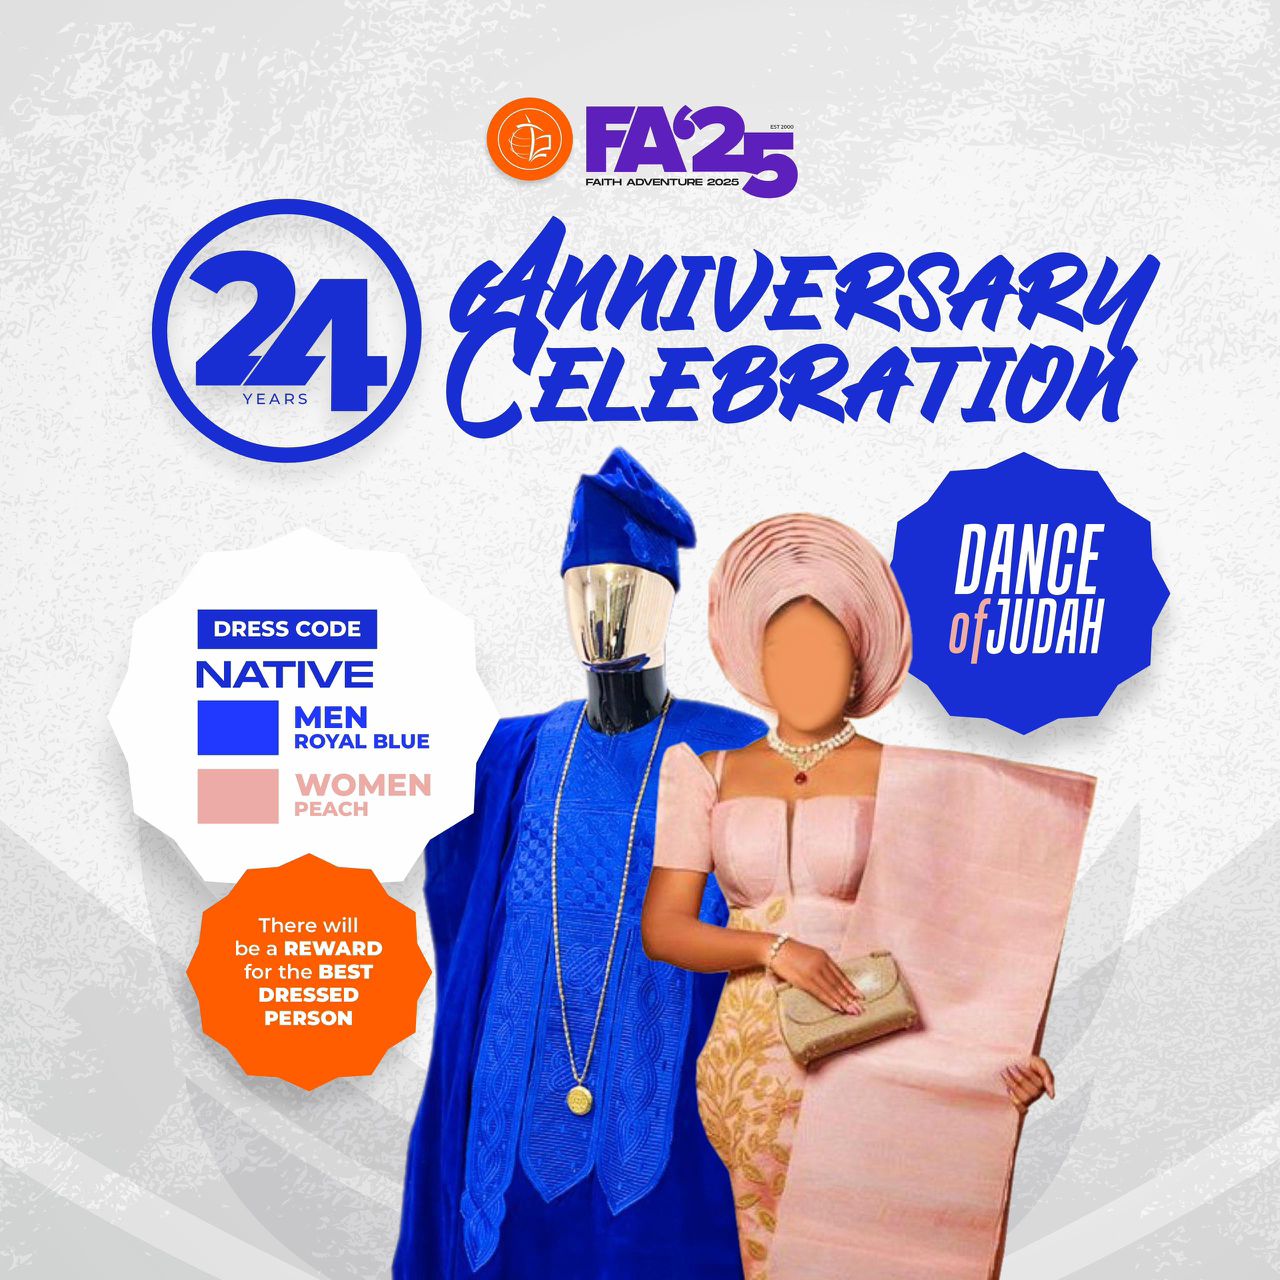 FA'25
EST 2000
FAITH ADVENTURE 2025
24
YEARS
ANNIVERSARY
CELEBRATION
DANCE
of JUDAH
DRESS CODE
NATIVE
MEN
ROYAL BLUE
WOMEN
PEACH
There will
be a REWARD
for the BEST
DRESSED
PERSON